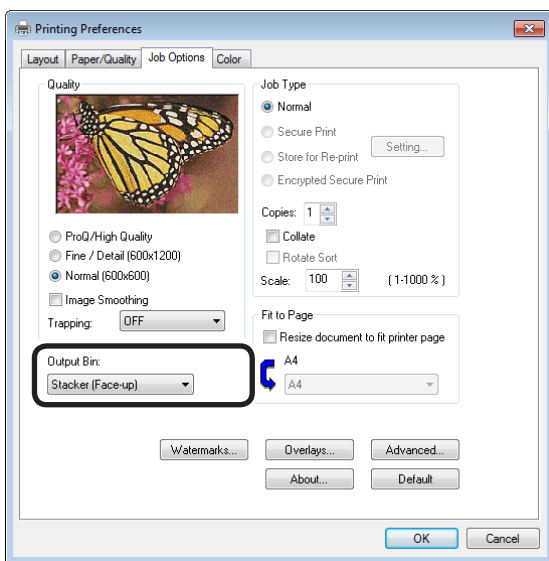 Printing Preferences
Layout Paper/Quality Job Options Color
Quality
ProQ/High Quality
Fine / Detail (600x1200)
Normal (600x600)
Image Smoothing
Trapping: OFF
Output Bin:
Stacker (Face-up)
Job Type
Normal
Secure Print
Store for Re-print
Setting...
Encrypted Secure Print
Copies: 1
Collate
Rotate Sort
Scale: 100 (1-1000 %)
Fit to Page
Resize document to fit printer page
A4
A4
Watermarks... Overlays... Advanced...
About... Default
OK Cancel